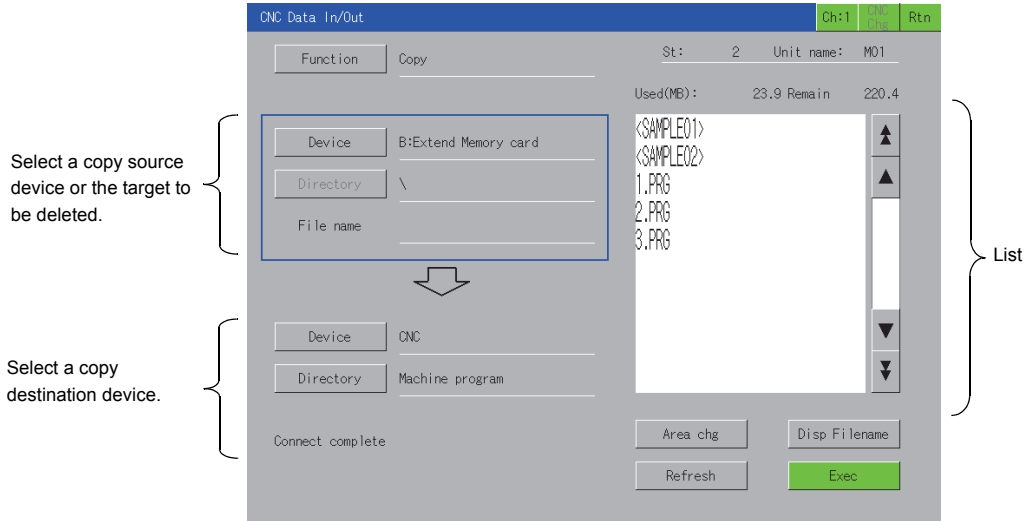 CNC Data In/Out Ch:1 CNC Chg Rtn
Function Copy St: 2 Unit name: M01
Used(MB): 23.9 Remain 220.4
Select a copy source
device or the target to
be deleted.
Device B:Extend Memory card
Directory \
File name
<SAMPLE01>
<SAMPLE02>
1.PRG
2.PRG
3.PRG
List
Select a copy
destination device.
Device CNC
Directory Machine program
Connect complete
Area chg Disp Filename
Refresh Exec